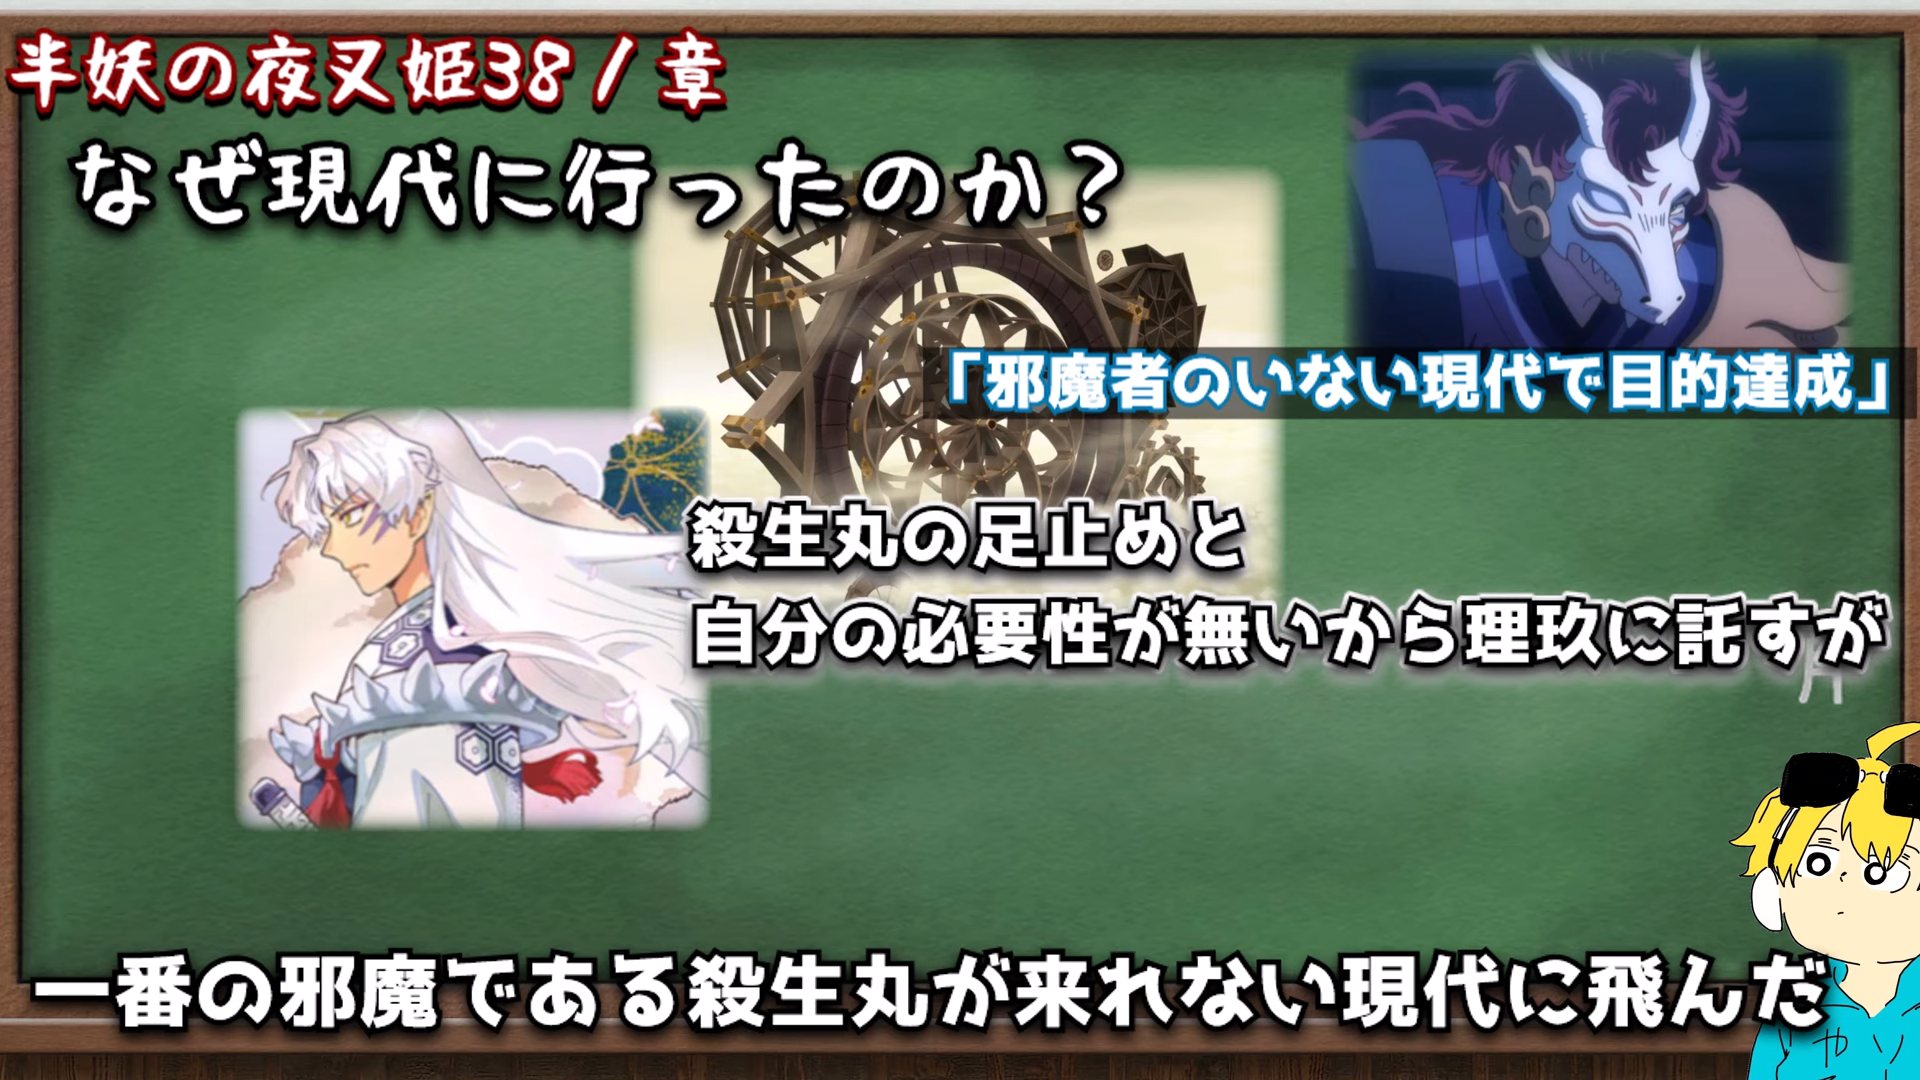 半妖の夜叉姫38/章
なぜ現代に行ったのか?
「邪魔者のいない現代で目的達成」
殺生丸の足止めと
自分の必要性が無いから理玖に託すが
一番の邪魔である殺生丸が来れない現代に飛んだ